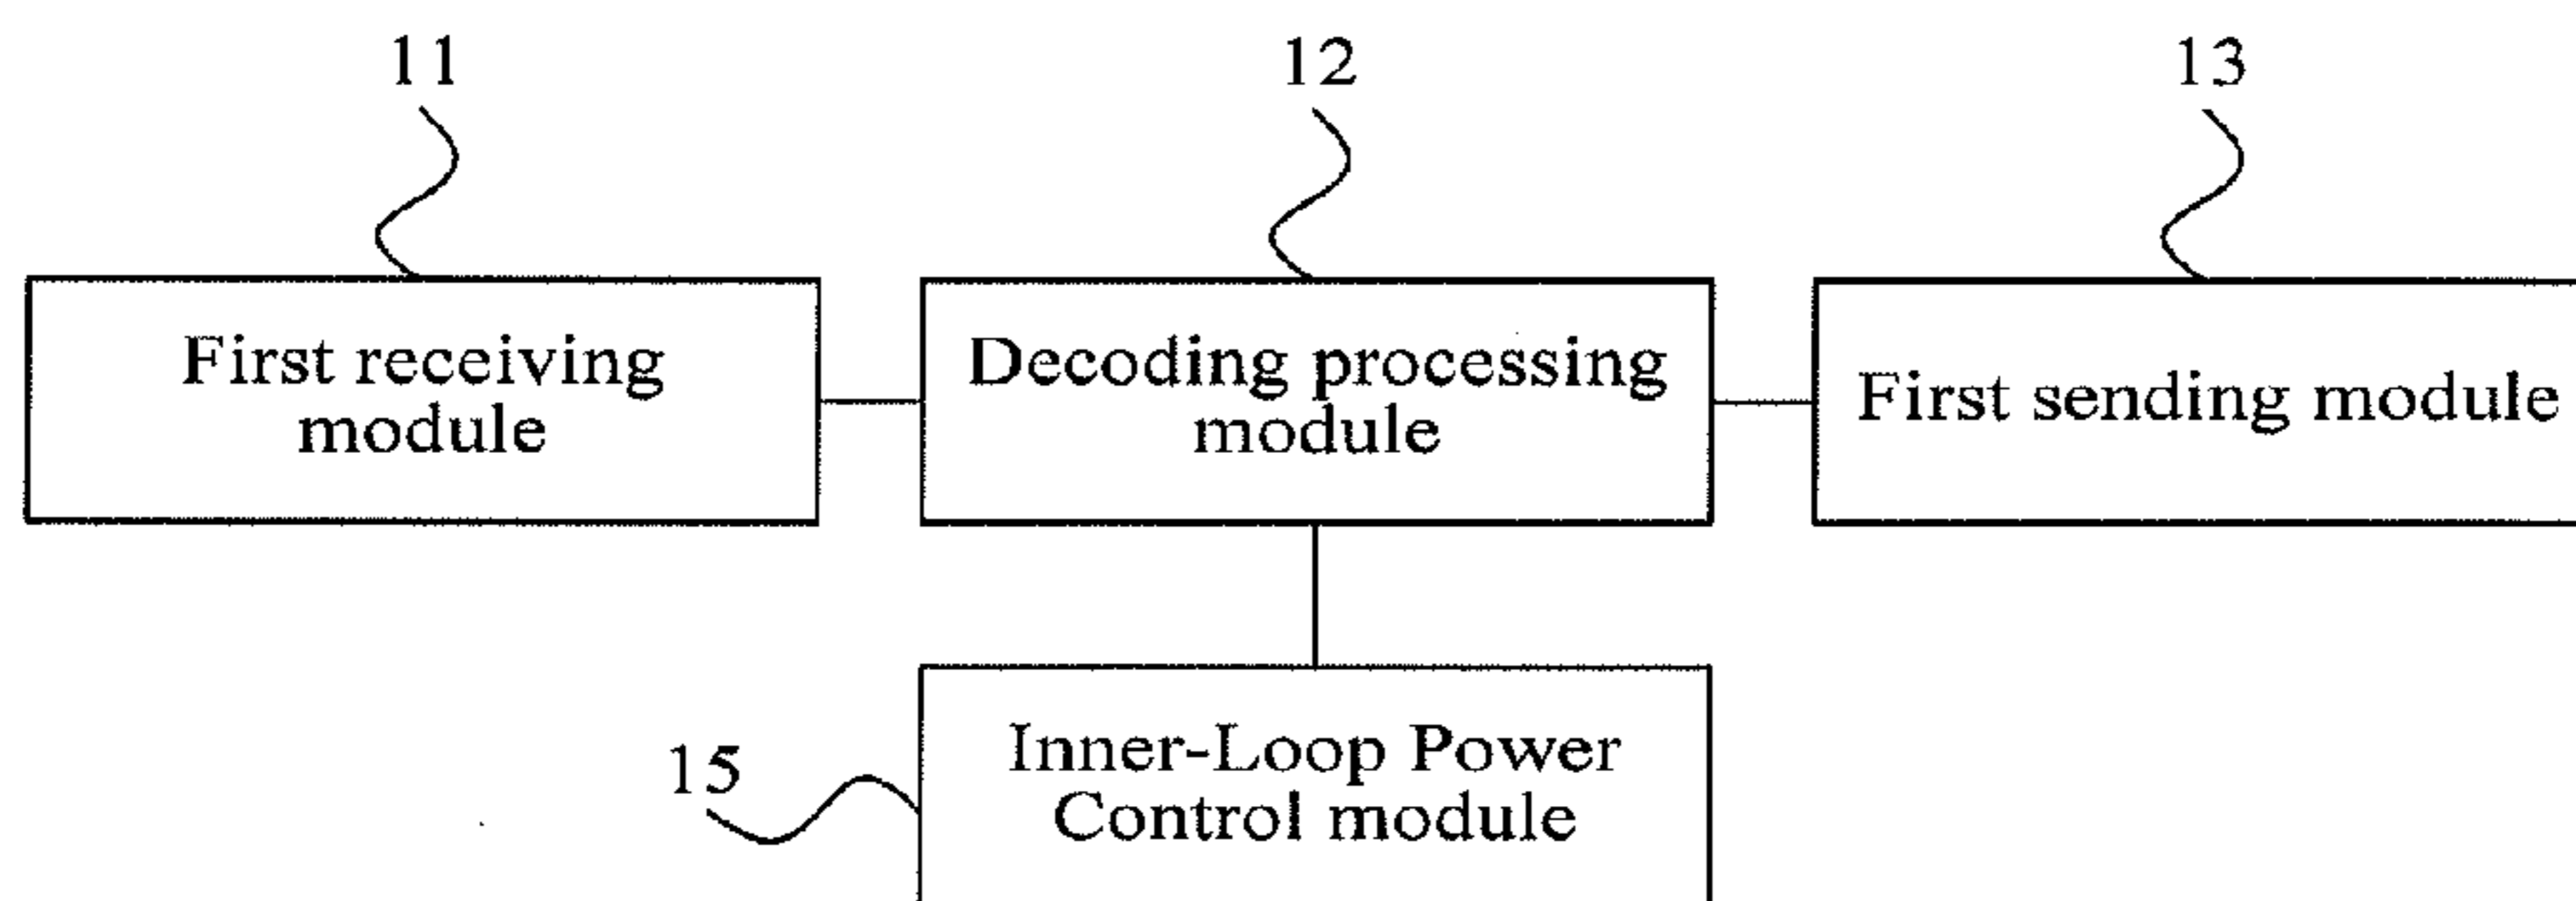 11
12
13
First receiving
module
Decoding processing
module
First sending module
15
Inner-Loop Power
Control module